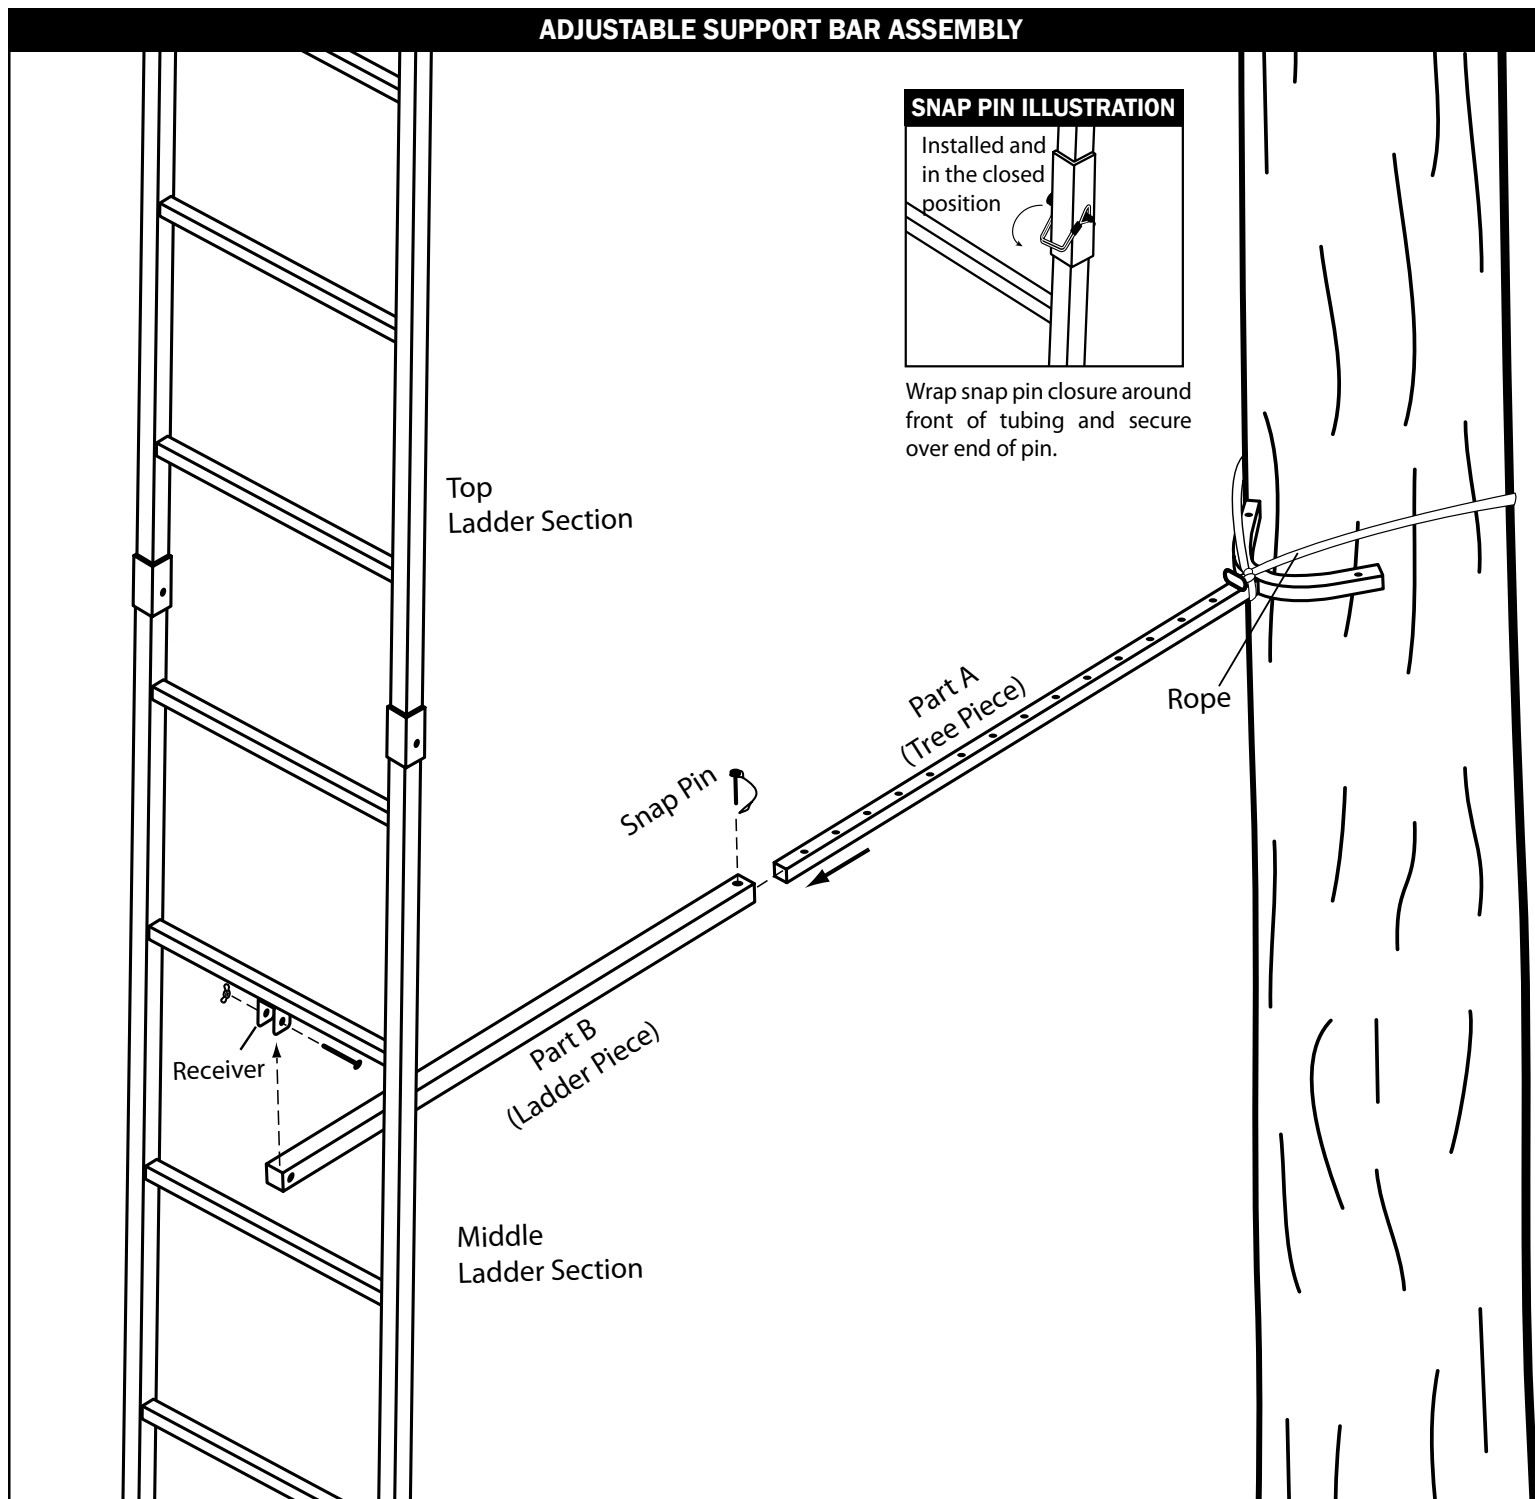 ADJUSTABLE SUPPORT BAR ASSEMBLY
SNAP PIN ILLUSTRATION
Installed and
in the closed
position
Wrap snap pin closure around
front of tubing and secure
over end of pin.
Top
Ladder Section
Part A
(Tree Piece)
Rope
Snap Pin
Part B
(Ladder Piece)
Receiver
Middle
Ladder Section